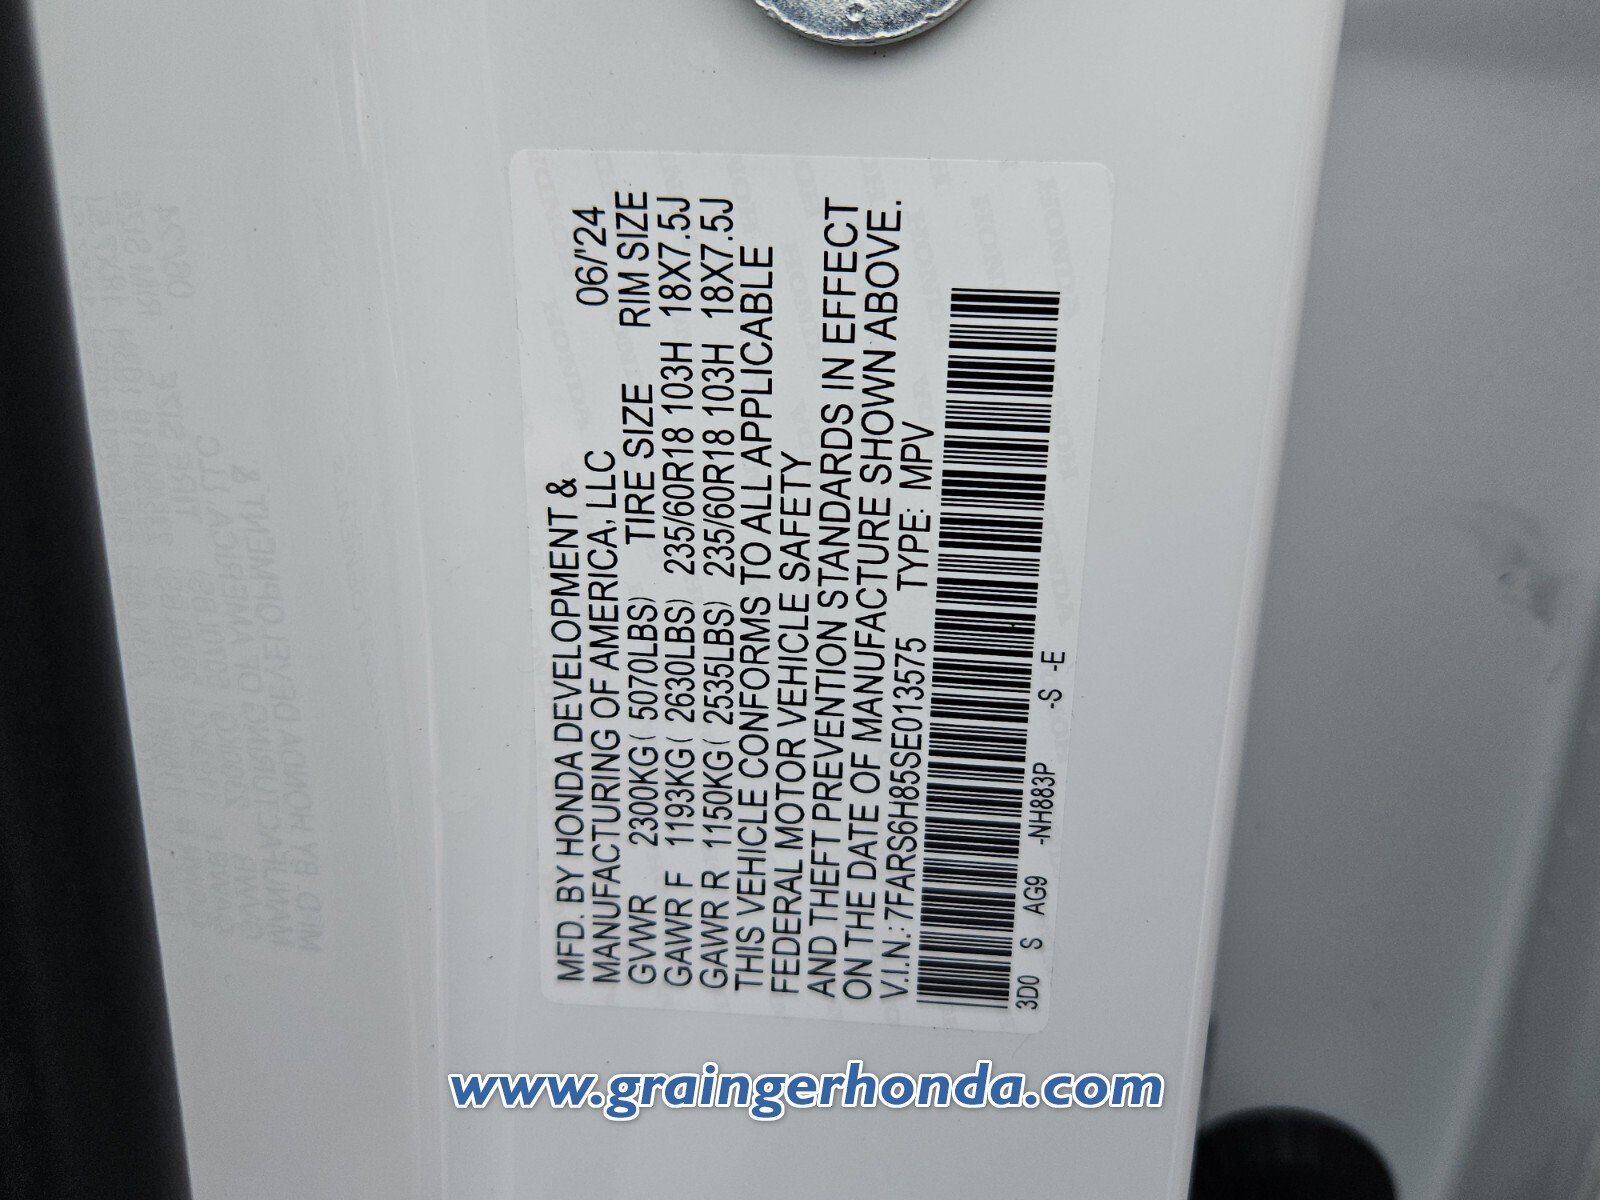 MFD. BY HONDA DEVELOPMENT & 06/'24
MANUFACTURING OF AMERICA, LLC
GVWR 2300KG( 5070LBS) TIRE SIZE RIM SIZE
GAWR F 1193KG( 2630LBS) 235/60R18 103H 18X7.5J
GAWR R 1150KG( 2535LBS) 235/60R18 103H 18X7.5J
THIS VEHICLE CONFORMS TO ALL APPLICABLE
FEDERAL MOTOR VEHICLE SAFETY
AND THEFT PREVENTION STANDARDS IN EFFECT
ON THE DATE OF MANUFACTURE SHOWN ABOVE.
V.I.N.: 7FARS6H85SE013575 TYPE: MPV
3D0 S AG9 -NH883P -S -E
www.graingerhonda.com